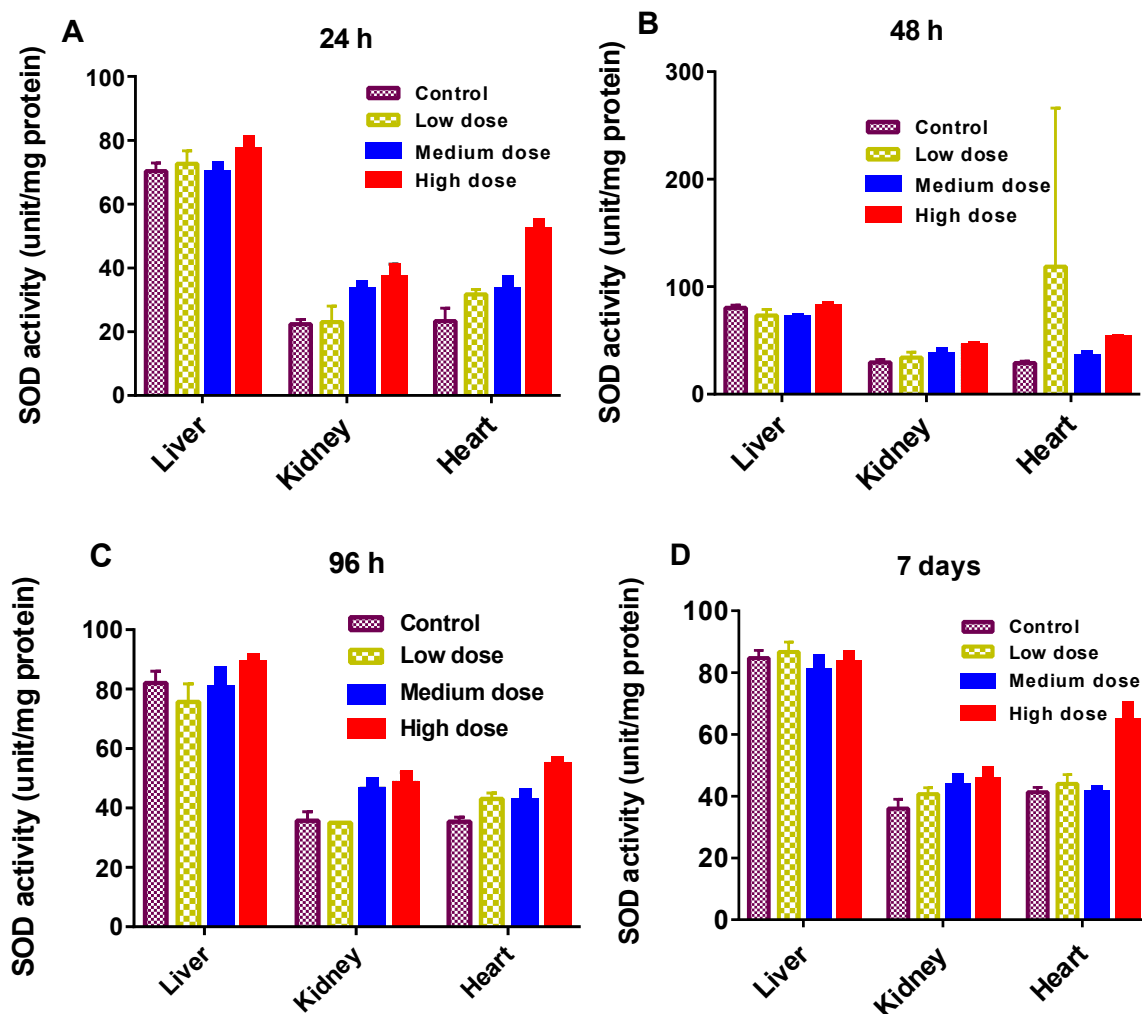 A
24 h
SOD activity (unit/mg protein)
100
80
60
40
20
0
Control
Low dose
Medium dose
High dose
Liver
Kidney
Heart
B
48 h
SOD activity (unit/mg protein)
300
200
100
0
Control
Low dose
Medium dose
High dose
Liver
Kidney
Heart
C
96 h
SOD activity (unit/mg protein)
100
80
60
40
20
0
Control
Low dose
Medium dose
High dose
Liver
Kidney
Heart
D
7 days
SOD activity (unit/mg protein)
100
80
60
40
20
0
Control
Low dose
Medium dose
High dose
Liver
Kidney
Heart